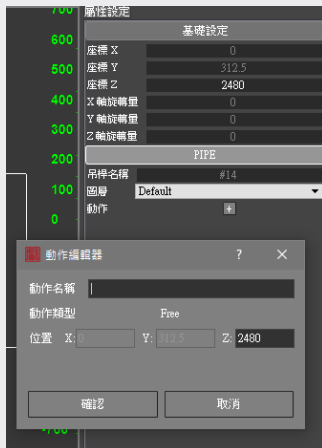 700
屬性設定
600
基礎設定
座標 X 0
500
座標 Y 312.5
座標 Z 2480
400
X 軸旋轉量 0
Y 軸旋轉量 0
300
Z 軸旋轉量 0
200
PIPE
吊桿名稱 #14
100
圖層 Default
0
動作 +
動作編輯器 ? ×
動作名稱
動作類型 Free
位置 X: 0 Y: 312.5 Z: 2480
確認 取消
-700